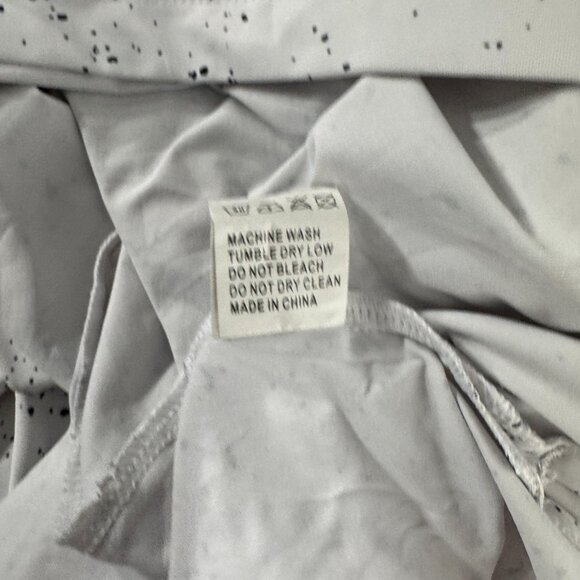 MACHINE WASH
TUMBLE DRY LOW
DO NOT BLEACH
DO NOT DRY CLEAN
MADE IN CHINA